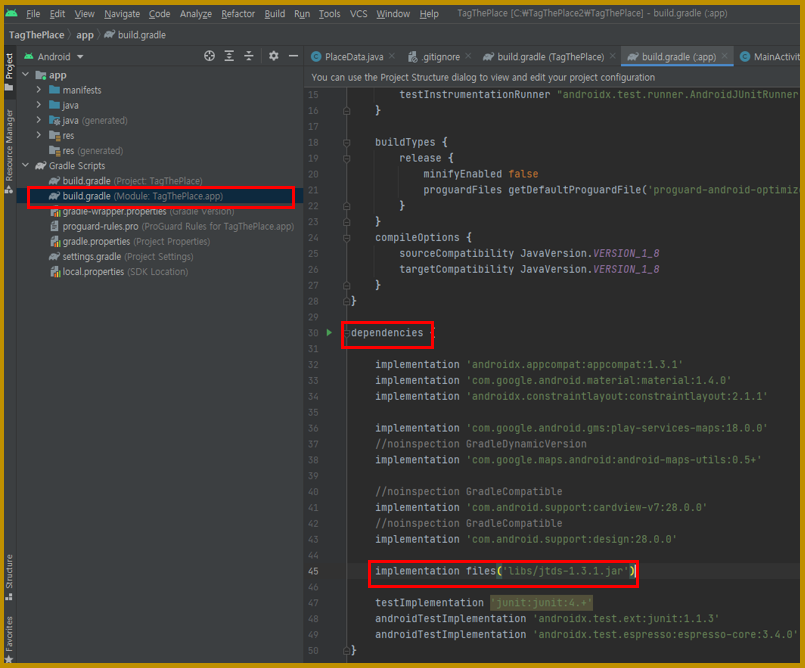 File Edit View Navigate Code Analyze Refactor Build Run Tools VCS Window Help TagThePlace [C:₩TagThePlace2₩TagThePlace] - build.gradle (:app)
TagThePlace app build.gradle
Project
Resource Manager
Structure
Favorites
Android
app
manifests
java
java (generated)
res
res (generated)
Gradle Scripts
build.gradle (Project: TagThePlace)
build.gradle (Module: TagThePlace.app)
gradle-wrapper.properties (Gradle Version)
proguard-rules.pro (ProGuard Rules for TagThePlace.app)
gradle.properties (Project Properties)
settings.gradle (Project Settings)
local.properties (SDK Location)
PlaceData.java .gitignore build.gradle (TagThePlace) build.gradle (:app) MainActivit
You can use the Project Structure dialog to view and edit your project configuration
15 testInstrumentationRunner "androidx.test.runner.AndroidJUnitRunner
16 }
17
18 buildTypes {
19 release {
20 minifyEnabled false
21 proguardFiles getDefaultProguardFile('proguard-android-optimiz
22 }
23 }
24 compileOptions {
25 sourceCompatibility JavaVersion.VERSION_1_8
26 targetCompatibility JavaVersion.VERSION_1_8
27 }
28 }
29
30 dependencies {
31
32 implementation 'androidx.appcompat:appcompat:1.3.1'
33 implementation 'com.google.android.material:material:1.4.0'
34 implementation 'androidx.constraintlayout:constraintlayout:2.1.1'
35
36 implementation 'com.google.android.gms:play-services-maps:18.0.0'
37 //noinspection GradleDynamicVersion
38 implementation 'com.google.maps.android:android-maps-utils:0.5+'
39
40 //noinspection GradleCompatible
41 implementation 'com.android.support:cardview-v7:28.0.0'
42 //noinspection GradleCompatible
43 implementation 'com.android.support:design:28.0.0'
44
45 implementation files('libs/jtds-1.3.1.jar')
46
47 testImplementation 'junit:junit:4.+'
48 androidTestImplementation 'androidx.test.ext:junit:1.1.3'
49 androidTestImplementation 'androidx.test.espresso:espresso-core:3.4.0'
50 }